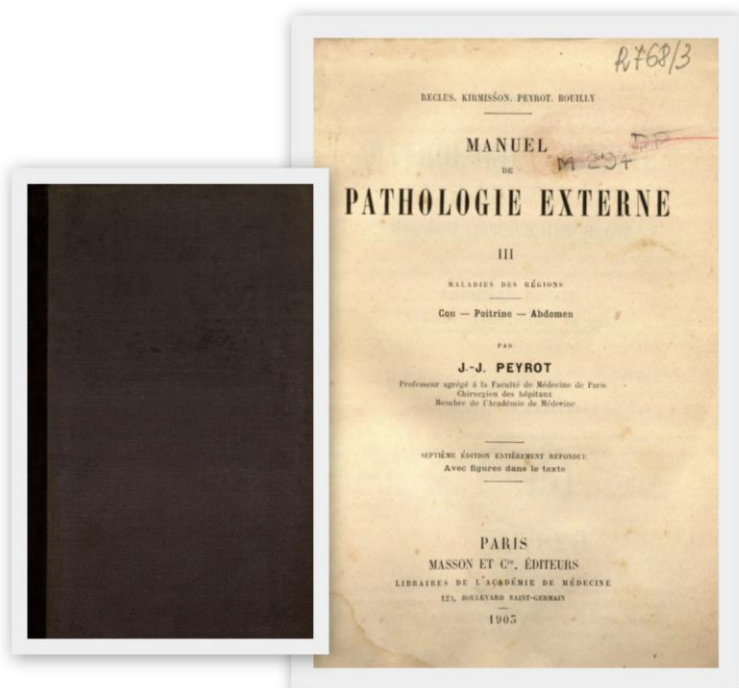 R768/3
RECLUS, KIRMISSON, PEYROT, BOUILLY
MANUEL
DE
M 294
PATHOLOGIE EXTERNE
III
MALADIES DES RÉGIONS
Cou — Poitrine — Abdomen
PAR
J.-J. PEYROT
Professeur agrégé à la Faculté de Médecine de Paris
Chirurgien des hôpitaux
Membre de l'Académie de Médecine
SEPTIÈME ÉDITION ENTIÈREMENT REFONDUE
Avec figures dans le texte
PARIS
MASSON ET Cie, ÉDITEURS
LIBRAIRES DE L'ACADÉMIE DE MÉDECINE
120, BOULEVARD SAINT-GERMAIN
1903